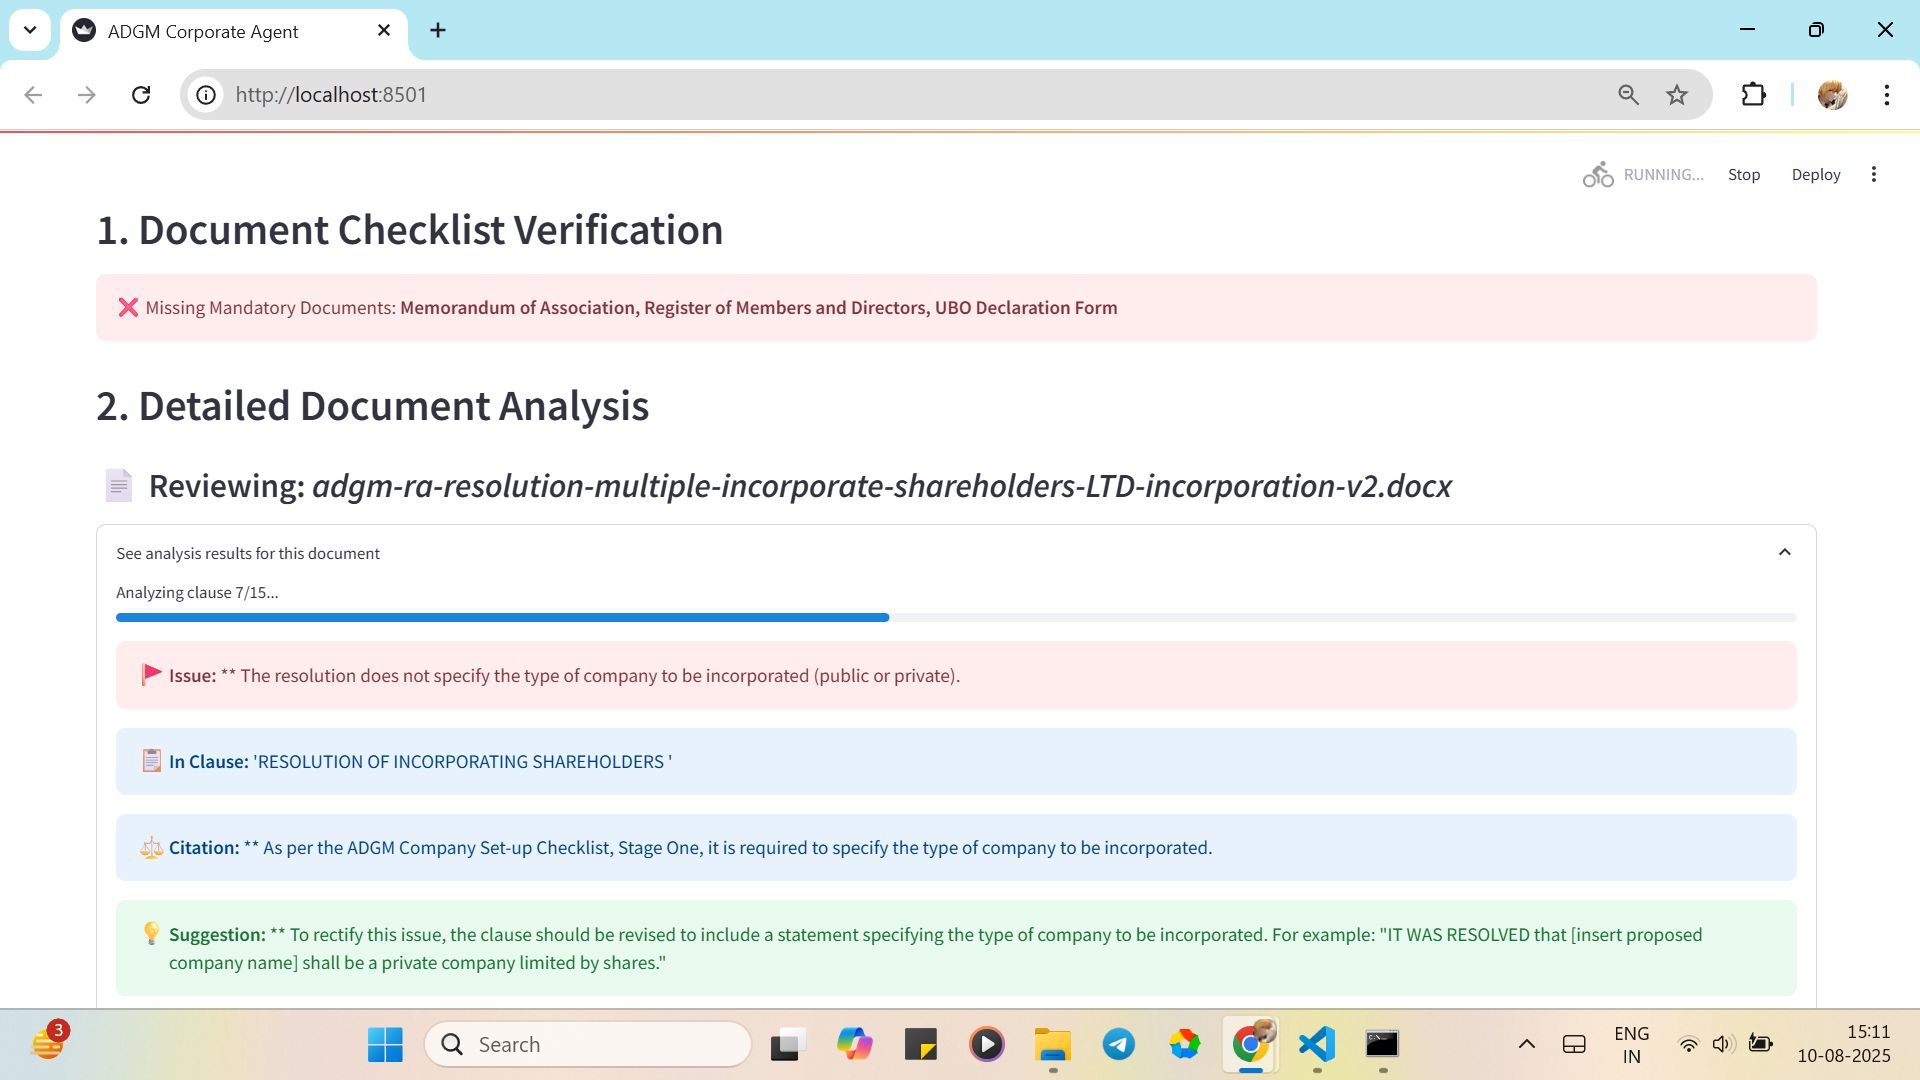 ADGM Corporate Agent
http://localhost:8501
RUNNING...
Stop
Deploy
1. Document Checklist Verification
❌ Missing Mandatory Documents: Memorandum of Association, Register of Members and Directors, UBO Declaration Form
2. Detailed Document Analysis
Reviewing: adgm-ra-resolution-multiple-incorporate-shareholders-LTD-incorporation-v2.docx
See analysis results for this document
Analyzing clause 7/15...
Issue: ** The resolution does not specify the type of company to be incorporated (public or private).
In Clause: 'RESOLUTION OF INCORPORATING SHAREHOLDERS '
Citation: ** As per the ADGM Company Set-up Checklist, Stage One, it is required to specify the type of company to be incorporated.
Suggestion: ** To rectify this issue, the clause should be revised to include a statement specifying the type of company to be incorporated. For example: "IT WAS RESOLVED that [insert proposed
company name] shall be a private company limited by shares."
3
Search
ENG
IN
15:11
10-08-2025